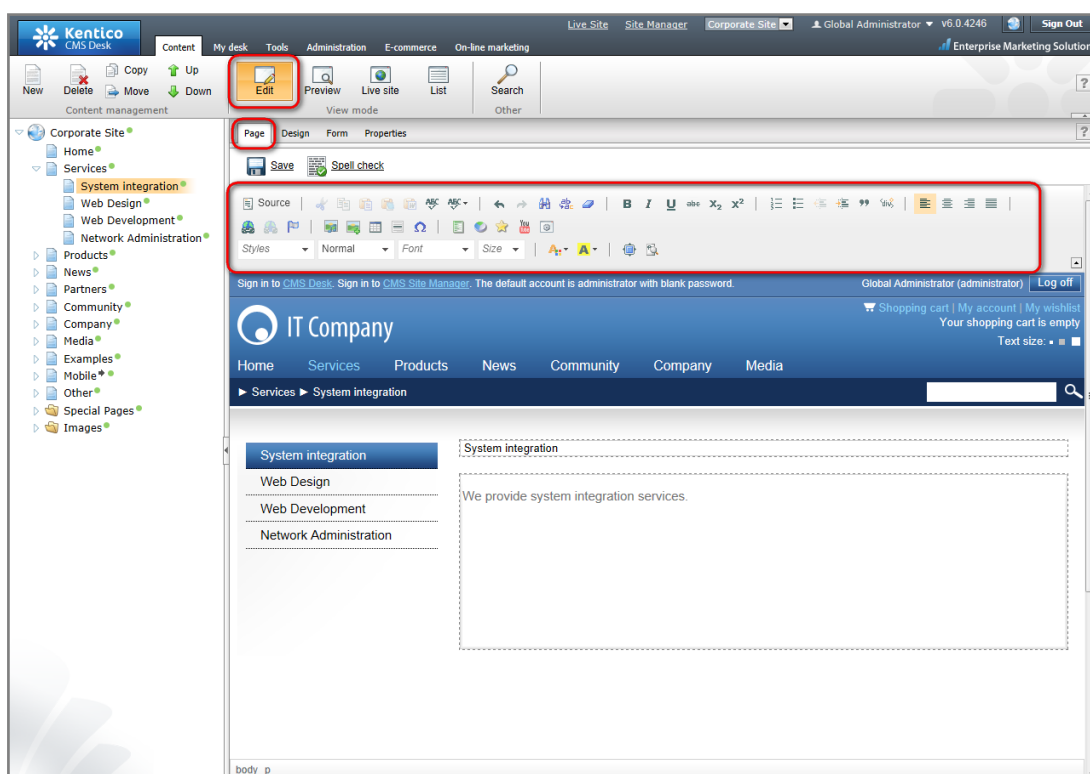 Kentico
CMS Desk
Live Site Site Manager Corporate Site Global Administrator v6.0.4246 Sign Out
Content My desk Tools Administration E-commerce On-line marketing
Enterprise Marketing Solution
New Delete Copy Move Up Down
Content management
Edit Preview Live site List
View mode
Search
Other
?
Corporate Site
Home
Services
System integration
Web Design
Web Development
Network Administration
Products
News
Partners
Community
Company
Media
Examples
Mobile
Other
Special Pages
Images
Page Design Form Properties
?
Save Spell check
Source ABC ABC B I U abc X₂ X² DIV
Ω You
Styles Normal Font Size A A
Sign in to CMS Desk. Sign in to CMS Site Manager. The default account is administrator with blank password.
Global Administrator (administrator) Log off
IT Company
Shopping cart | My account | My wishlist
Your shopping cart is empty
Text size:
Home Services Products News Community Company Media
► Services ► System integration
System integration
Web Design
Web Development
Network Administration
System integration
We provide system integration services.
body p